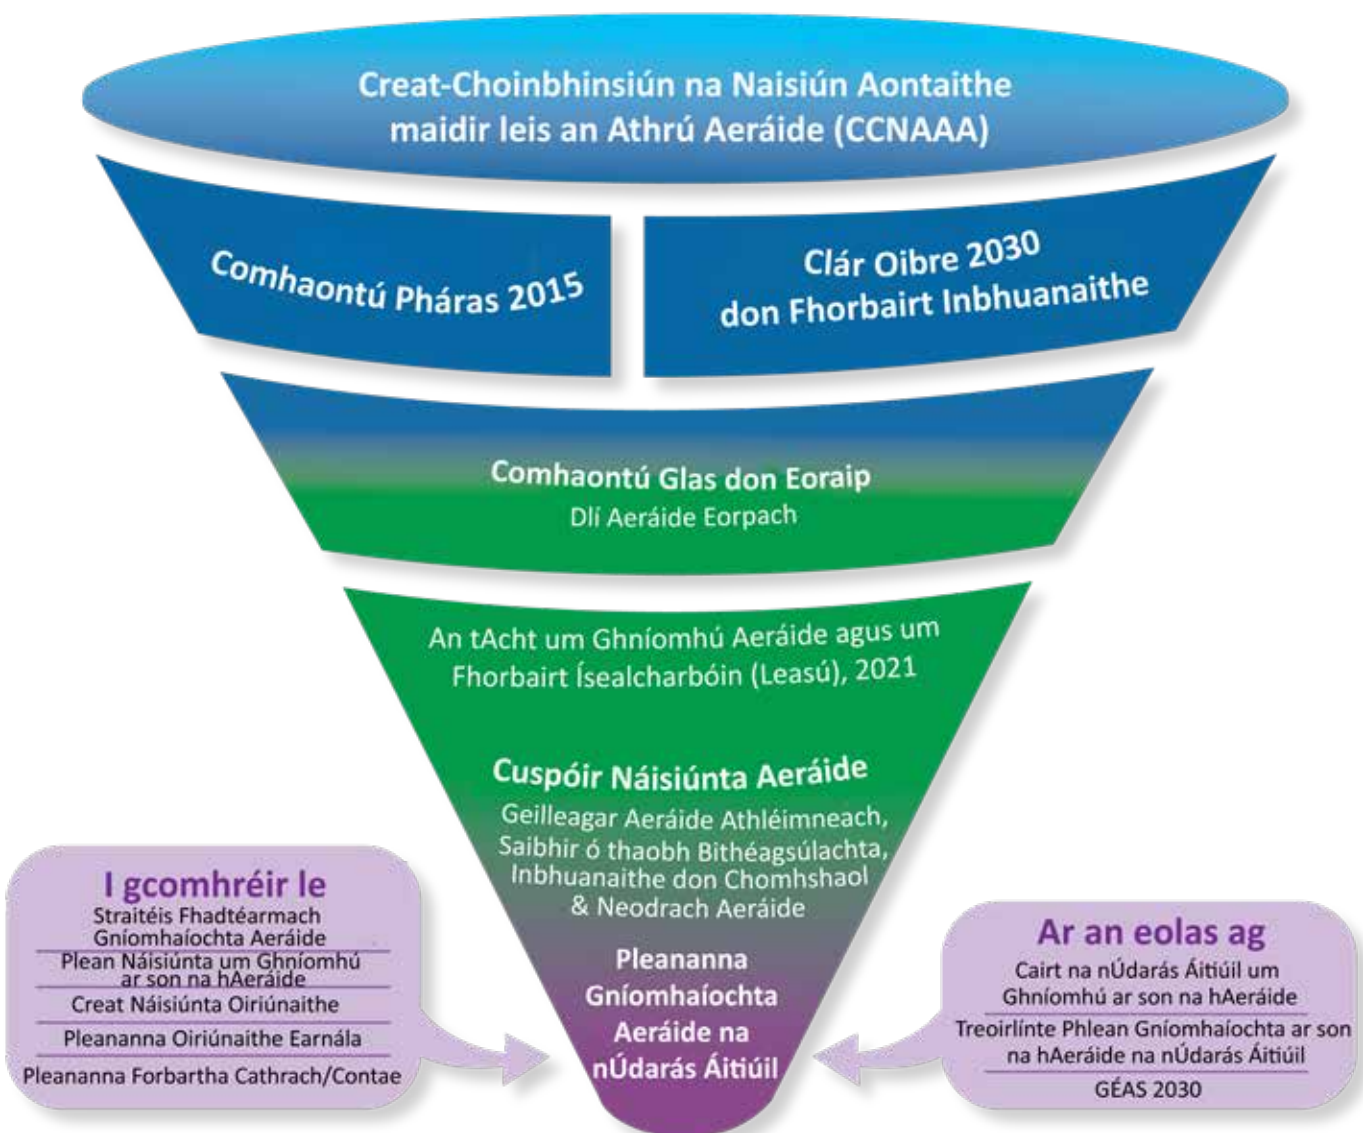 Creat-Choinbhinsiún na Naisiún Aontaithe
maidir leis an Athrú Aeráide (CCNAAA)
Comhaontú Pháras 2015
Clár Oibre 2030
don Fhorbairt Inbhuanaithe
Comhaontú Glas don Eoraip
Dlí Aeráide Eorpach
An tAcht um Ghníomhú Aeráide agus um
Fhorbairt Ísealcharbóin (Leasú), 2021
Cuspóir Náisiúnta Aeráide
Geilleagar Aeráide Athléimneach,
Saibhir ó thaobh Bithéagsúlachta,
Inbhuanaithe don Chomhshaol
& Neodrach Aeráide
Pleananna
Gníomhaíochta
Aeráide na
nÚdarás Áitiúil
I gcomhréir le
Straitéis Fhadtéarmach
Gníomhaíochta Aeráide
Plean Náisiúnta um Ghníomhú
ar son na hAeráide
Creat Náisiúnta Oiriúnaithe
Pleananna Oiriúnaithe Earnála
Pleananna Forbartha Cathrach/Contae
Ar an eolas ag
Cairt na nÚdarás Áitiúil um
Ghníomhú ar son na hAeráide
Treoirlínte Phlean Gníomhaíochta ar son
na hAeráide na nÚdarás Áitiúil
GÉAS 2030